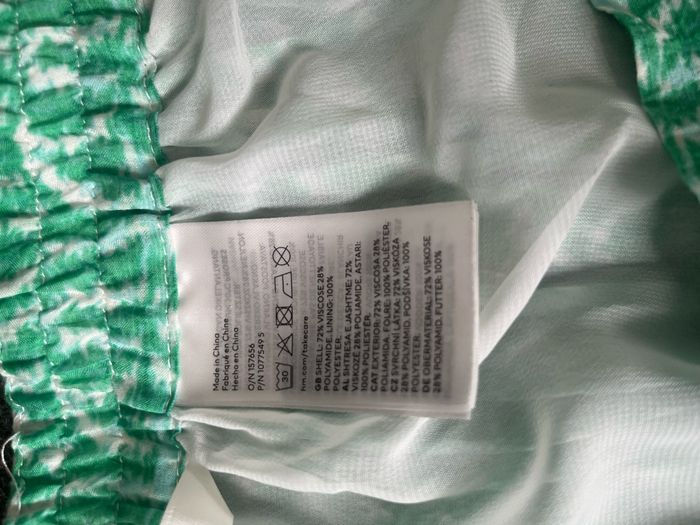 Made in China
Fabriqué en Chine
Hecho en China
O/N 157656
P/N 1077549 5
30
hm.com/takecare
GB SHELL: 72% VISCOSE 28%
POLYAMIDE. LINING: 100%
POLYESTER.
AL SHTRESA E JASHTME: 72%
VISKOZË 28% POLIAMIDE. ASTARI:
100% POLIESTËR.
CAT EXTERIOR: 72% VISCOSA 28%
POLIAMIDA. FOLRE: 100% POLIÈSTER.
CZ SVRCHNÍ LÁTKA: 72% VISKÓZA
28% POLYAMID. PODŠÍVKA: 100%
POLYESTER.
DE OBERMATERIAL: 72% VISKOSE
28% POLYAMID. FUTTER: 100%